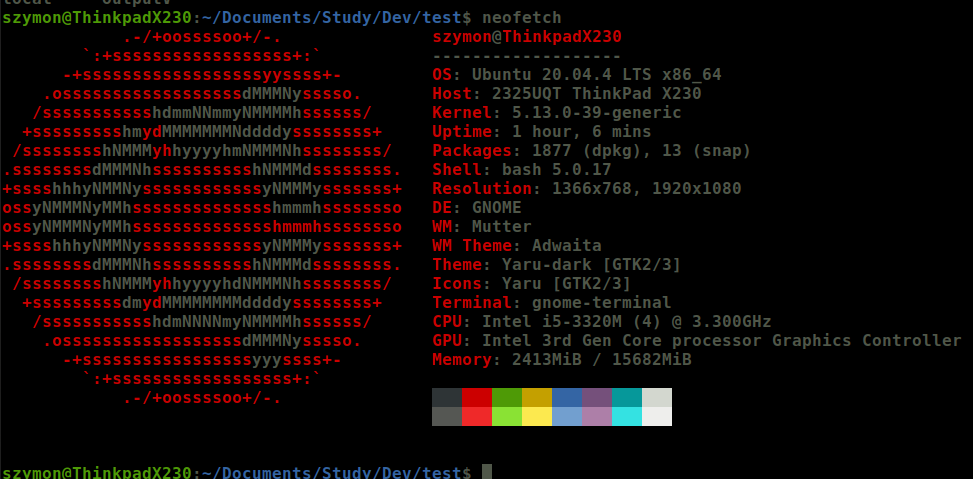 szymon@ThinkpadX230:~/Documents/Study/Dev/test$ neofetch
.-/+oossssoo+/-. szymon@ThinkpadX230
`:+ssssssssssssssssss+:` -------------------
-+ssssssssssssssssssyyssss+- OS: Ubuntu 20.04.4 LTS x86_64
.ossssssssssssssssssdMMMNysssso. Host: 2325UQT ThinkPad X230
/ssssssssssshdmmNNmmyNMMMMhssssss/ Kernel: 5.13.0-39-generic
+ssssssssshmydMMMMMMMNddddyssssssss+ Uptime: 1 hour, 6 mins
/sssssssshNMMMyhhyyyyhmNMMMNhssssssss/ Packages: 1877 (dpkg), 13 (snap)
.ssssssssdMMMNhsssssssssshNMMMdssssssss. Shell: bash 5.0.17
+sssshhhyNMMNyssssssssssssyNMMMysssssss+ Resolution: 1366x768, 1920x1080
ossyNMMMNyMMhsssssssssssssshmmmhssssssso DE: GNOME
ossyNMMMNyMMhsssssssssssssshmmmhssssssso WM: Mutter
+sssshhhyNMMNyssssssssssssyNMMMysssssss+ WM Theme: Adwaita
.ssssssssdMMMNhsssssssssshNMMMdssssssss. Theme: Yaru-dark [GTK2/3]
/sssssssshNMMMyhhyyyyhdNMMMNhssssssss/ Icons: Yaru [GTK2/3]
+sssssssssdmydMMMMMMMMddddyssssssss+ Terminal: gnome-terminal
/ssssssssssshdmNNNNmyNMMMMhssssss/ CPU: Intel i5-3320M (4) @ 3.300GHz
.ossssssssssssssssssdMMMNysssso. GPU: Intel 3rd Gen Core processor Graphics Controller
-+sssssssssssssssssyyyssss+- Memory: 2413MiB / 15682MiB
`:+ssssssssssssssssss+:`
.-/+oossssoo+/-.
szymon@ThinkpadX230:~/Documents/Study/Dev/test$